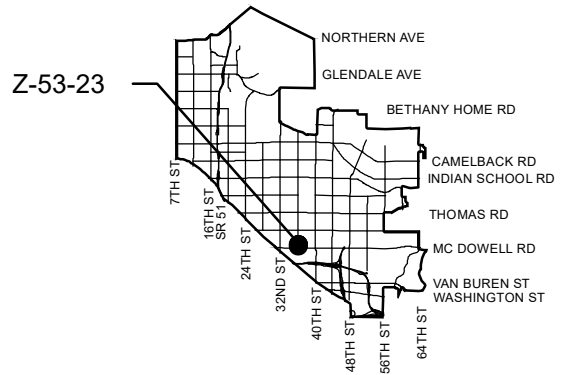 NORTHERN AVE
Z-53-23
GLENDALE AVE
BETHANY HOME RD
CAMELBACK RD
INDIAN SCHOOL RD
THOMAS RD
MC DOWELL RD
VAN BUREN ST
WASHINGTON ST
7TH ST
16TH ST
SR 51
24TH ST
32ND ST
40TH ST
48TH ST
56TH ST
64TH ST